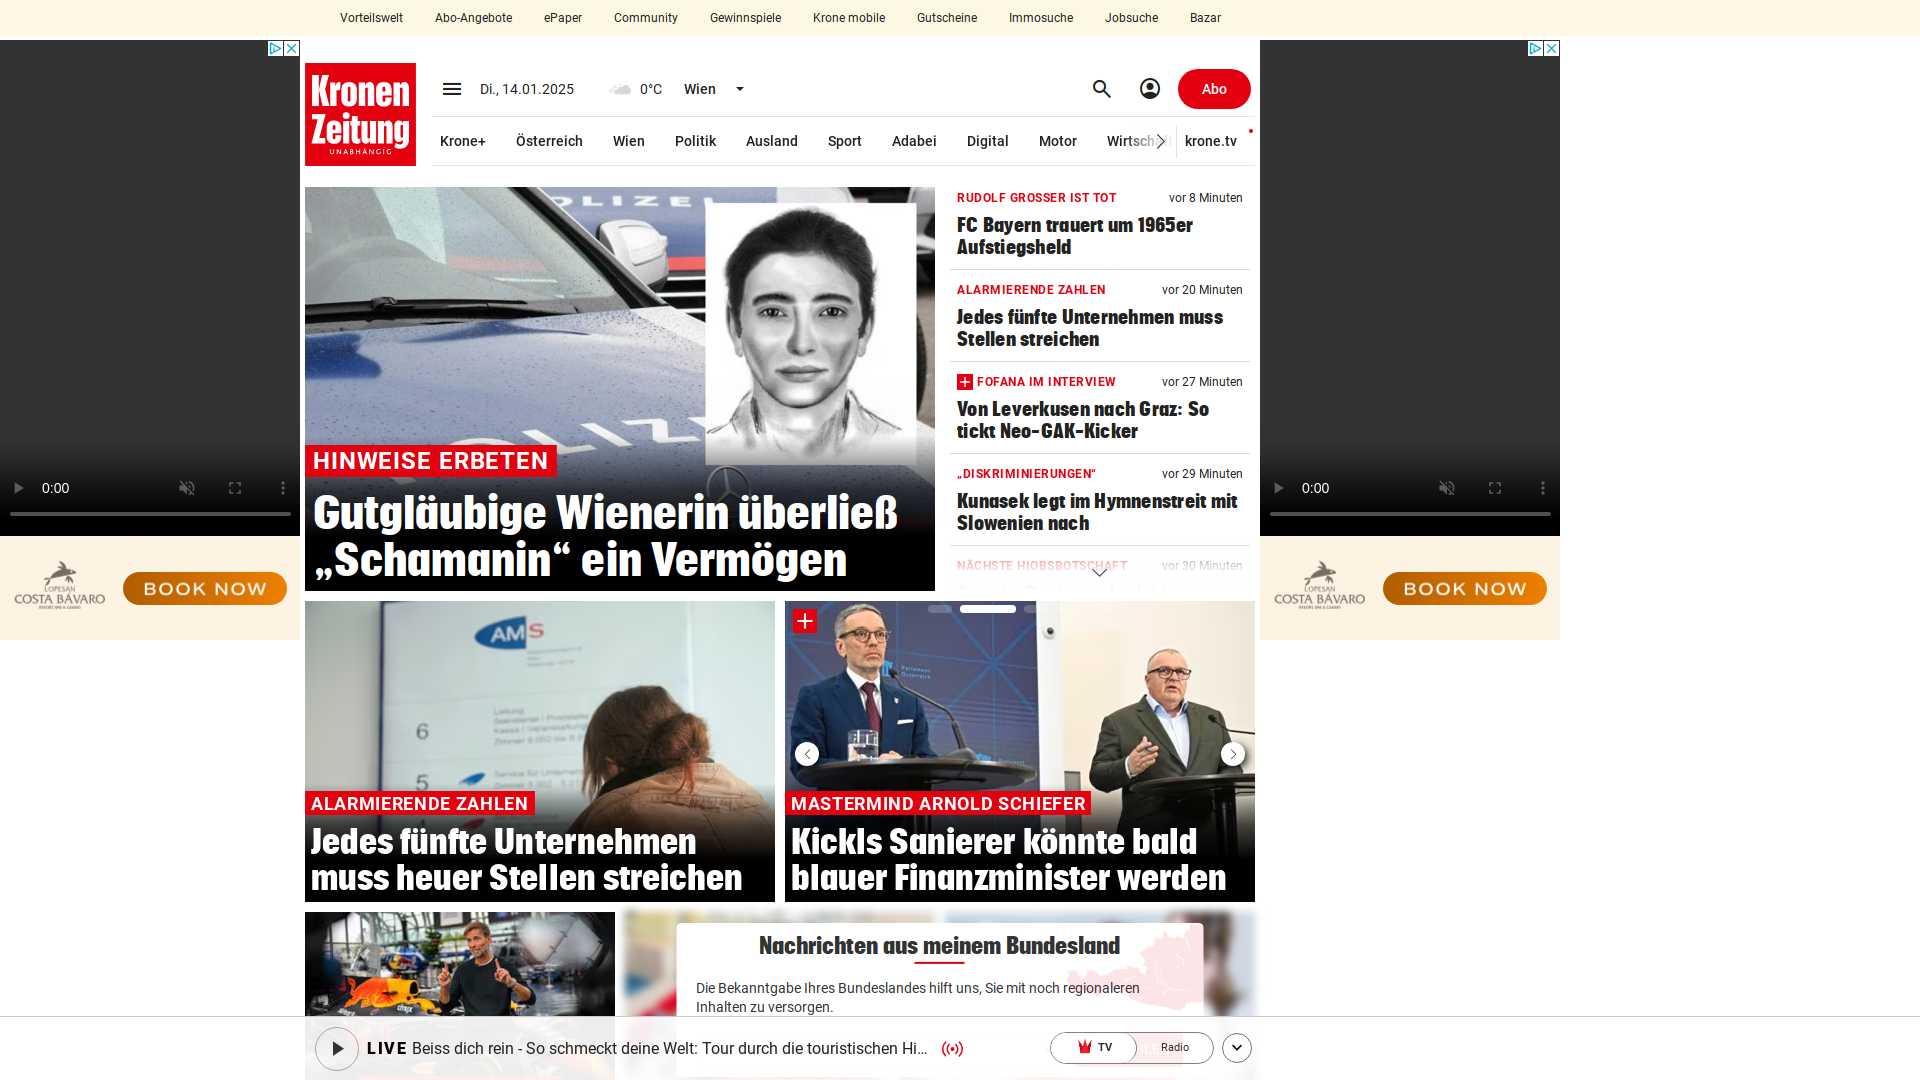 Vorteilswelt Abo-Angebote ePaper Community Gewinnspiele Krone mobile Gutscheine Immosuche Jobsuche Bazar
Kronen
Zeitung
UNABHÄNGIG
Di., 14.01.2025 0°C Wien
Abo
Krone+ Österreich Wien Politik Ausland Sport Adabei Digital Motor Wirtschaft krone.tv
POLIZEI
POLIZEI
HINWEISE ERBETEN
Gutgläubige Wienerin überließ
„Schamanin“ ein Vermögen
RUDOLF GROSSER IST TOT vor 8 Minuten
FC Bayern trauert um 1965er
Aufstiegsheld
ALARMIERENDE ZAHLEN vor 20 Minuten
Jedes fünfte Unternehmen muss
Stellen streichen
FOFANA IM INTERVIEW vor 27 Minuten
Von Leverkusen nach Graz: So
tickt Neo-GAK-Kicker
„DISKRIMINIERUNGEN“ vor 29 Minuten
Kunasek legt im Hymnenstreit mit
Slowenien nach
NÄCHSTE HIOBSBOTSCHAFT vor 30 Minuten
0:00
LOPESAN
COSTA BÁVARO
BOOK NOW
0:00
LOPESAN
COSTA BÁVARO
BOOK NOW
AMS
6
5
ALARMIERENDE ZAHLEN
Jedes fünfte Unternehmen
muss heuer Stellen streichen
Parlament
Österreich
MASTERMIND ARNOLD SCHIEFER
Kickls Sanierer könnte bald
blauer Finanzminister werden
Nachrichten aus meinem Bundesland
Die Bekanntgabe Ihres Bundeslandes hilft uns, Sie mit noch regionaleren
Inhalten zu versorgen.
LIVE Beiss dich rein - So schmeckt deine Welt: Tour durch die touristischen Hi...
TV Radio